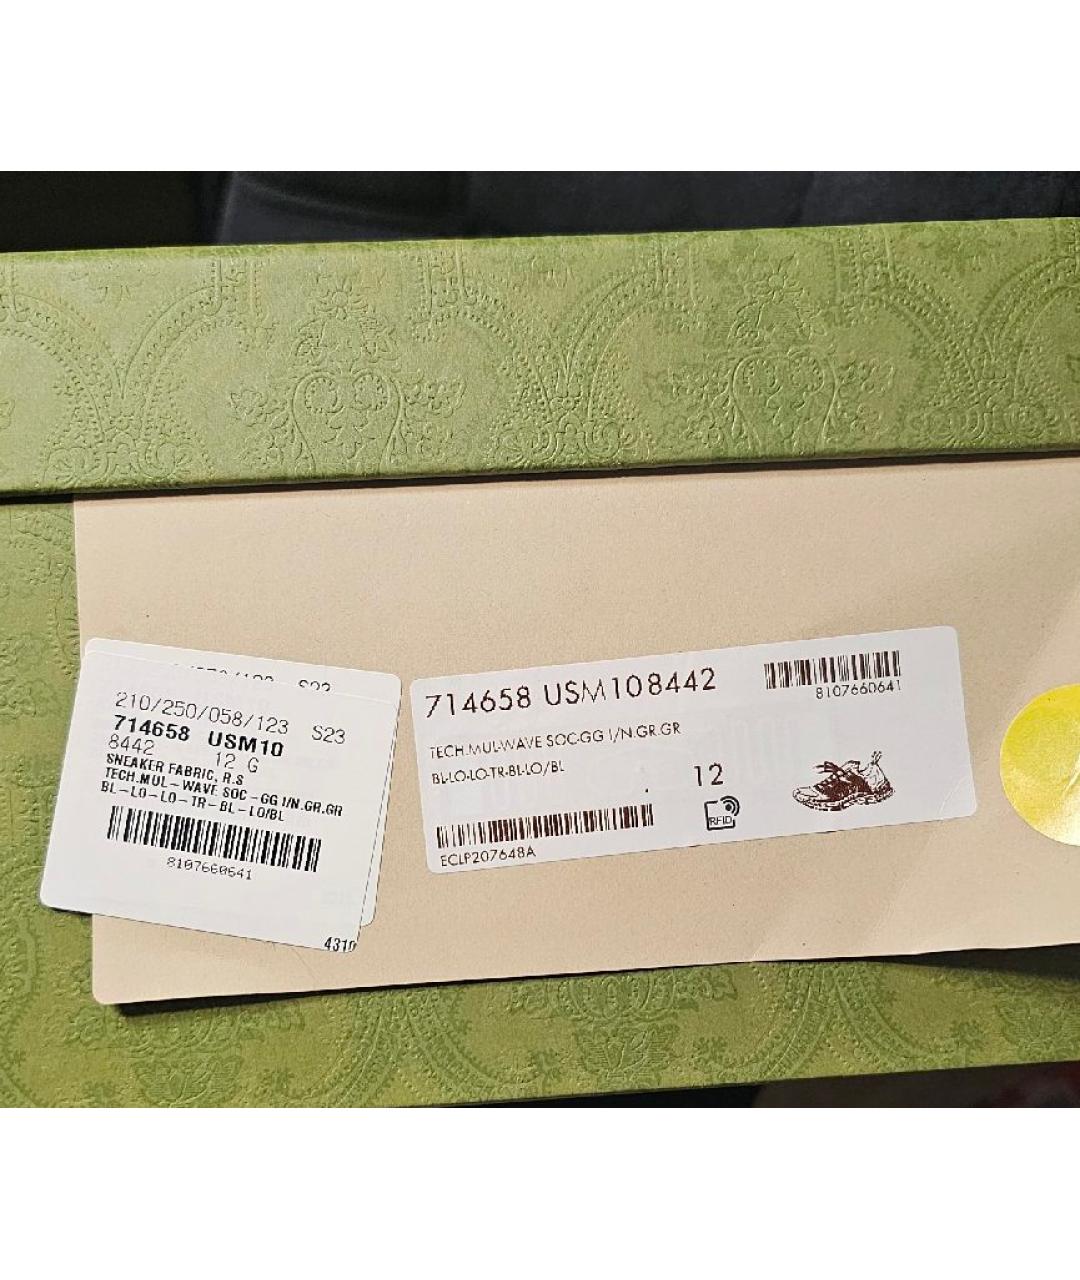 S23
210/250/058/123 S23
714658 USM10
8442 12 G
SNEAKER FABRIC, R.S
TECH.MUL-WAVE SOC-GG I/N.GR.GR
BL-LO-LO-TR-BL-LO/BL
8107660641
4310
714658 USM108442
8107660641
TECH.MUL-WAVE SOC-GG I/N.GR.GR
BL-LO-LO-TR-BL-LO/BL
12
RFID
ECLP207648A